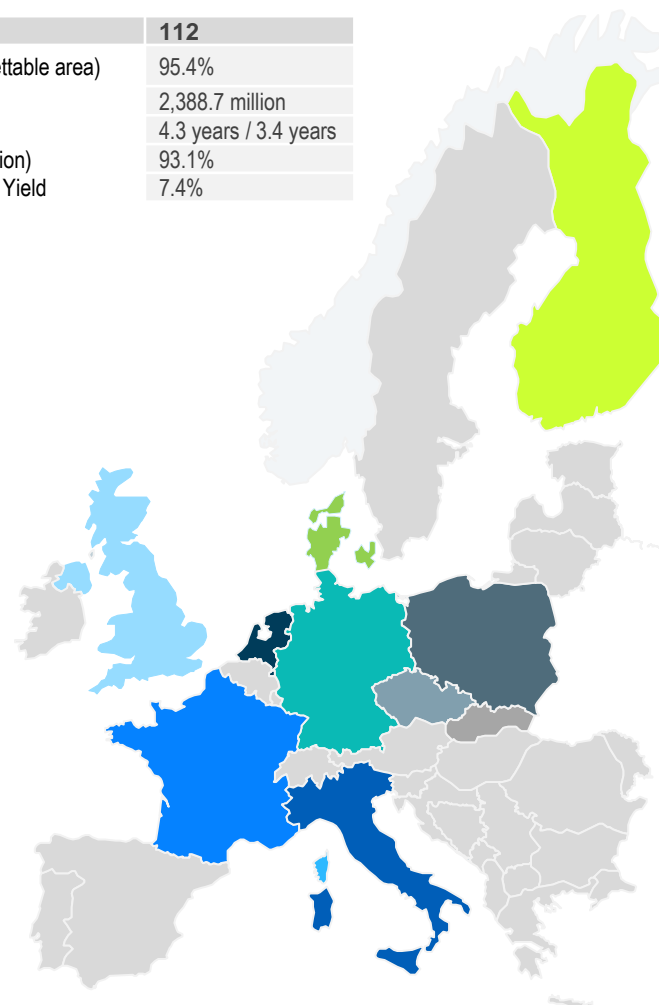 112
ettable area) 95.4%
2,388.7 million
4.3 years / 3.4 years
ion) 93.1%
Yield 7.4%